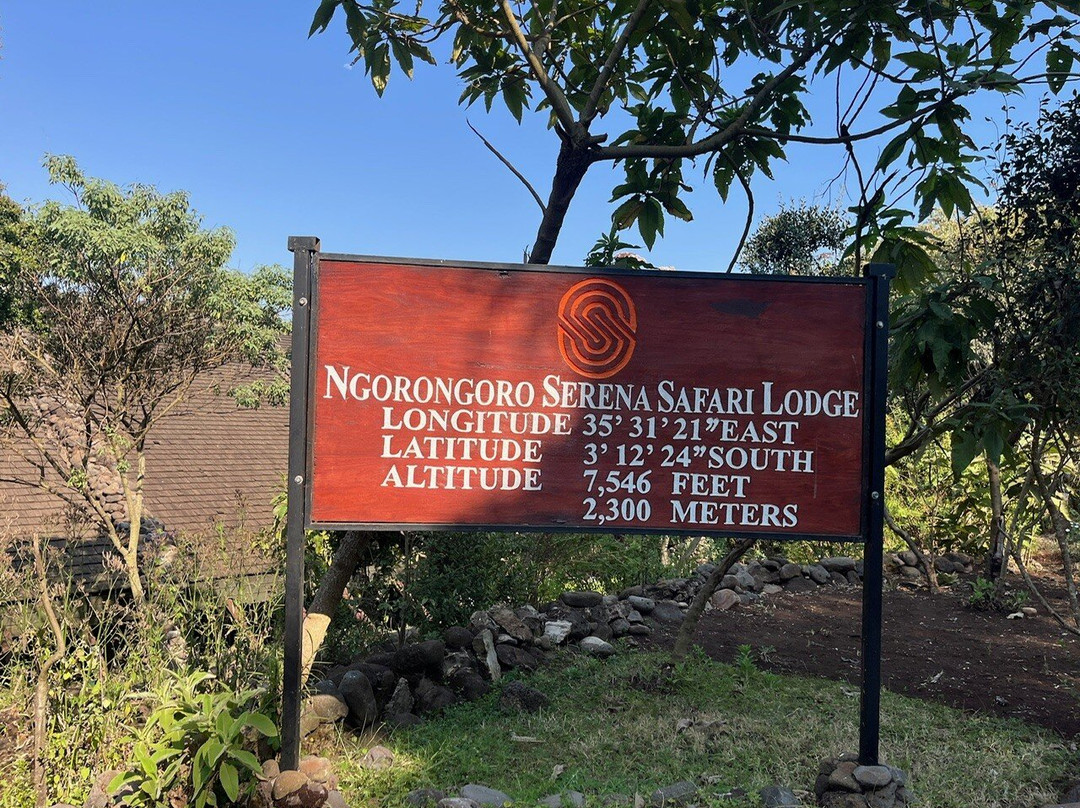 NGORONGORO SERENA SAFARI LODGE
LONGITUDE 35' 31' 21" EAST
LATITUDE 3' 12' 24" SOUTH
ALTITUDE 7,546 FEET
2,300 METERS